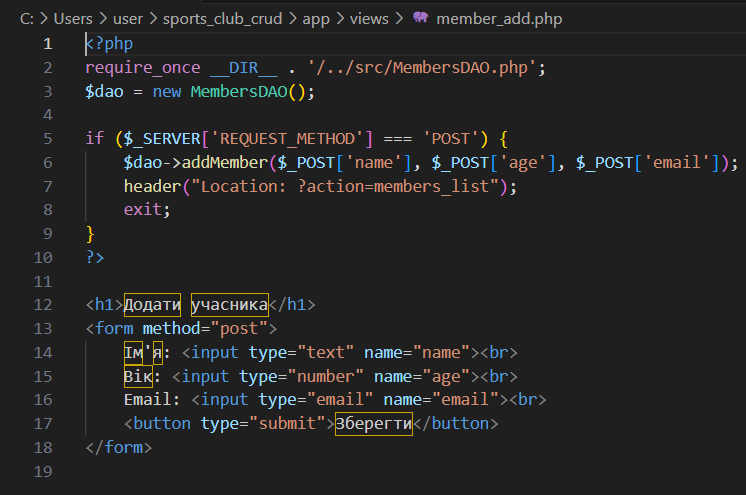 C: > Users > user > sports_club_crud > app > views > member_add.php
1 <?php
2 require_once __DIR__ . '/../src/MembersDAO.php';
3 $dao = new MembersDAO();
4
5 if ($_SERVER['REQUEST_METHOD'] === 'POST') {
6     $dao->addMember($_POST['name'], $_POST['age'], $_POST['email']);
7     header("Location: ?action=members_list");
8     exit;
9 }
10 ?>
11
12 <h1>Додати учасника</h1>
13 <form method="post">
14     Ім'я: <input type="text" name="name"><br>
15     Вік: <input type="number" name="age"><br>
16     Email: <input type="email" name="email"><br>
17     <button type="submit">Зберегти</button>
18 </form>
19